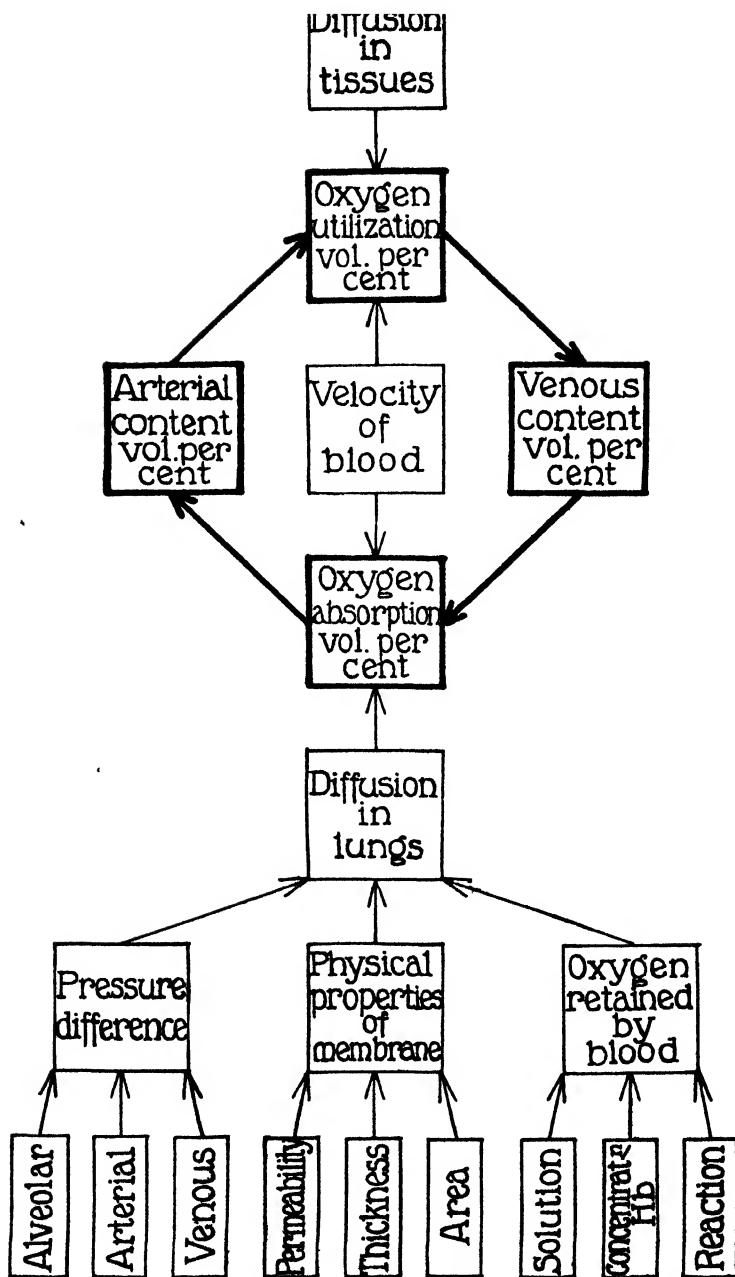 Diffusion
in
tissues
Oxygen
utilization
vol. per
cent
Arterial
content
vol. per
cent
Velocity
of
blood
Venous
content
vol. per
cent
Oxygen
absorption
vol. per
cent
Diffusion
in
lungs
Pressure
difference
Physical
properties
of
membrane
Oxygen
retained
by
blood
Alveolar
Arterial
Venous
Permeability
Thickness
Area
Solution
Hb
Reaction